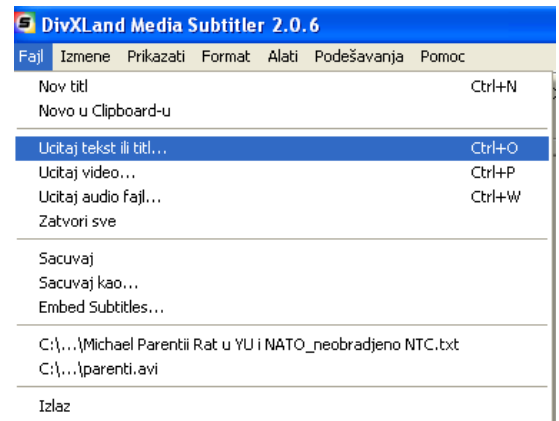 DivXLand Media Subtitler 2.0.6
Fajl Izmene Prikazati Format Alati Podešavanja Pomoc
Nov titl Ctrl+N
Novo u Clipboard-u
Ucitaj tekst ili titl... Ctrl+O
Ucitaj video... Ctrl+P
Ucitaj audio fajl... Ctrl+W
Zatvori sve
Sacuvaj
Sacuvaj kao...
Embed Subtitles...
C:\...\Michael Parentii Rat u YU i NATO_neobradjeno NTC.txt
C:\...\parenti.avi
Izlaz